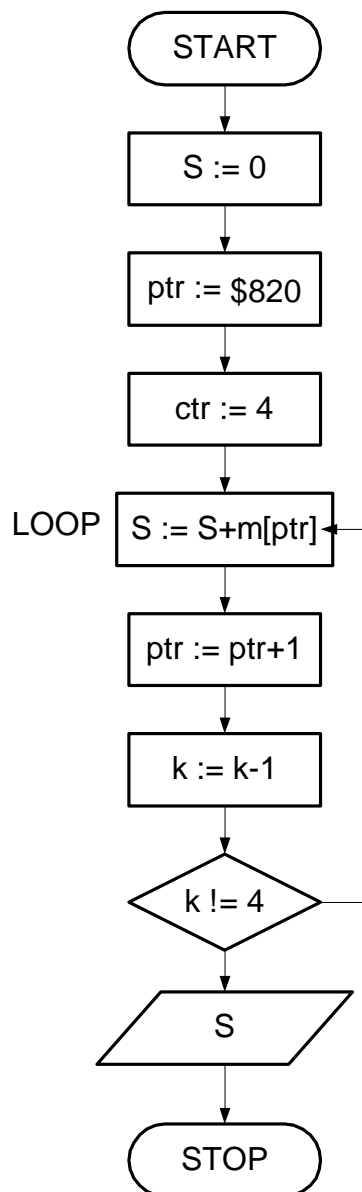 START
S := 0
ptr := $820
ctr := 4
LOOP
S := S+m[ptr]
ptr := ptr+1
k := k-1
k != 4
S
STOP